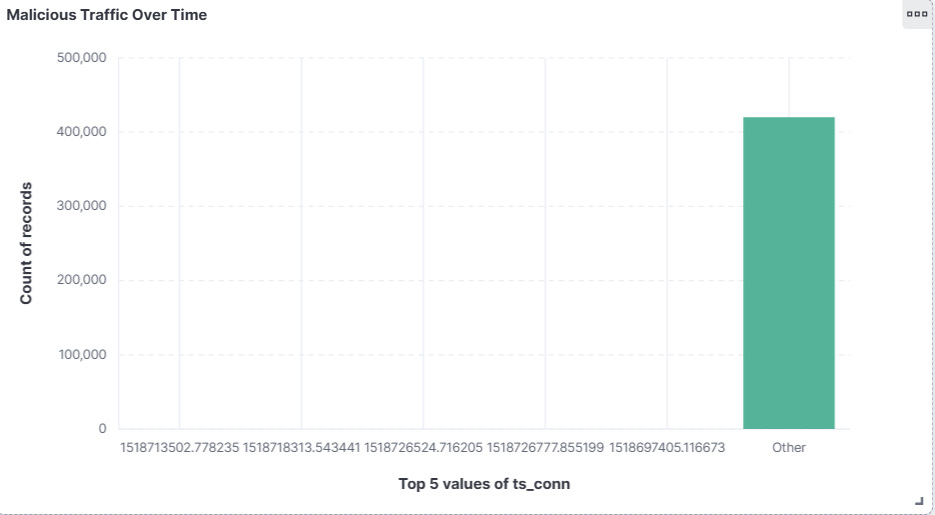 Malicious Traffic Over Time
500,000
400,000
300,000
200,000
100,000
0
Count of records
1518713502.778235 1518718313.543441 1518726524.716205 1518726777.855199 1518697405.116673 Other
Top 5 values of ts_conn